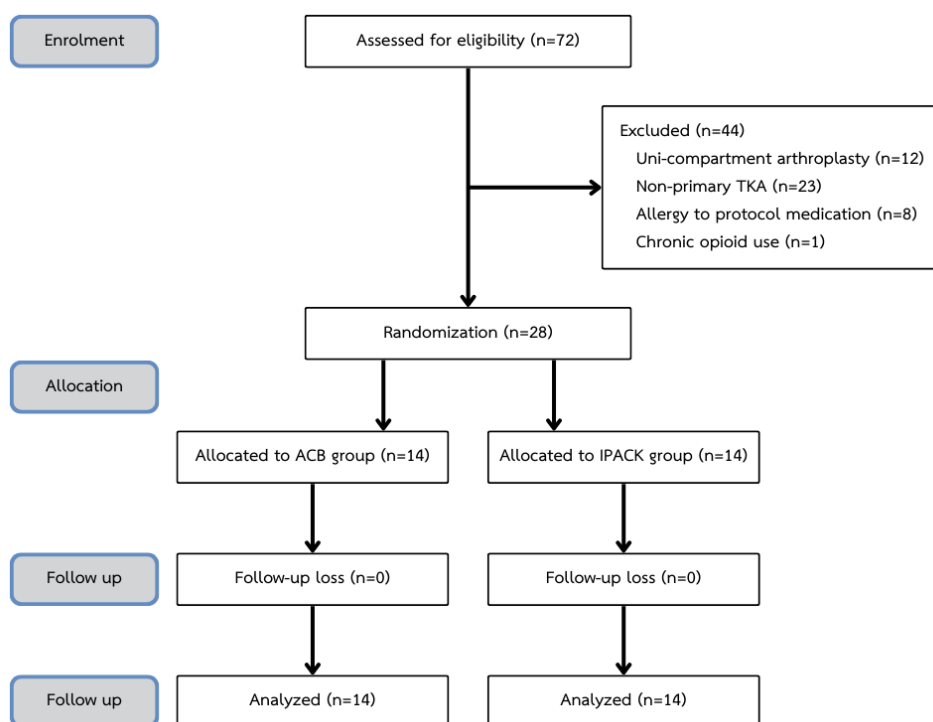 Enrolment
Assessed for eligibility (n=72)
Excluded (n=44)
Uni-compartment arthroplasty (n=12)
Non-primary TKA (n=23)
Allergy to protocol medication (n=8)
Chronic opioid use (n=1)
Randomization (n=28)
Allocation
Allocated to ACB group (n=14)
Allocated to IPACK group (n=14)
Follow up
Follow-up loss (n=0)
Follow-up loss (n=0)
Follow up
Analyzed (n=14)
Analyzed (n=14)